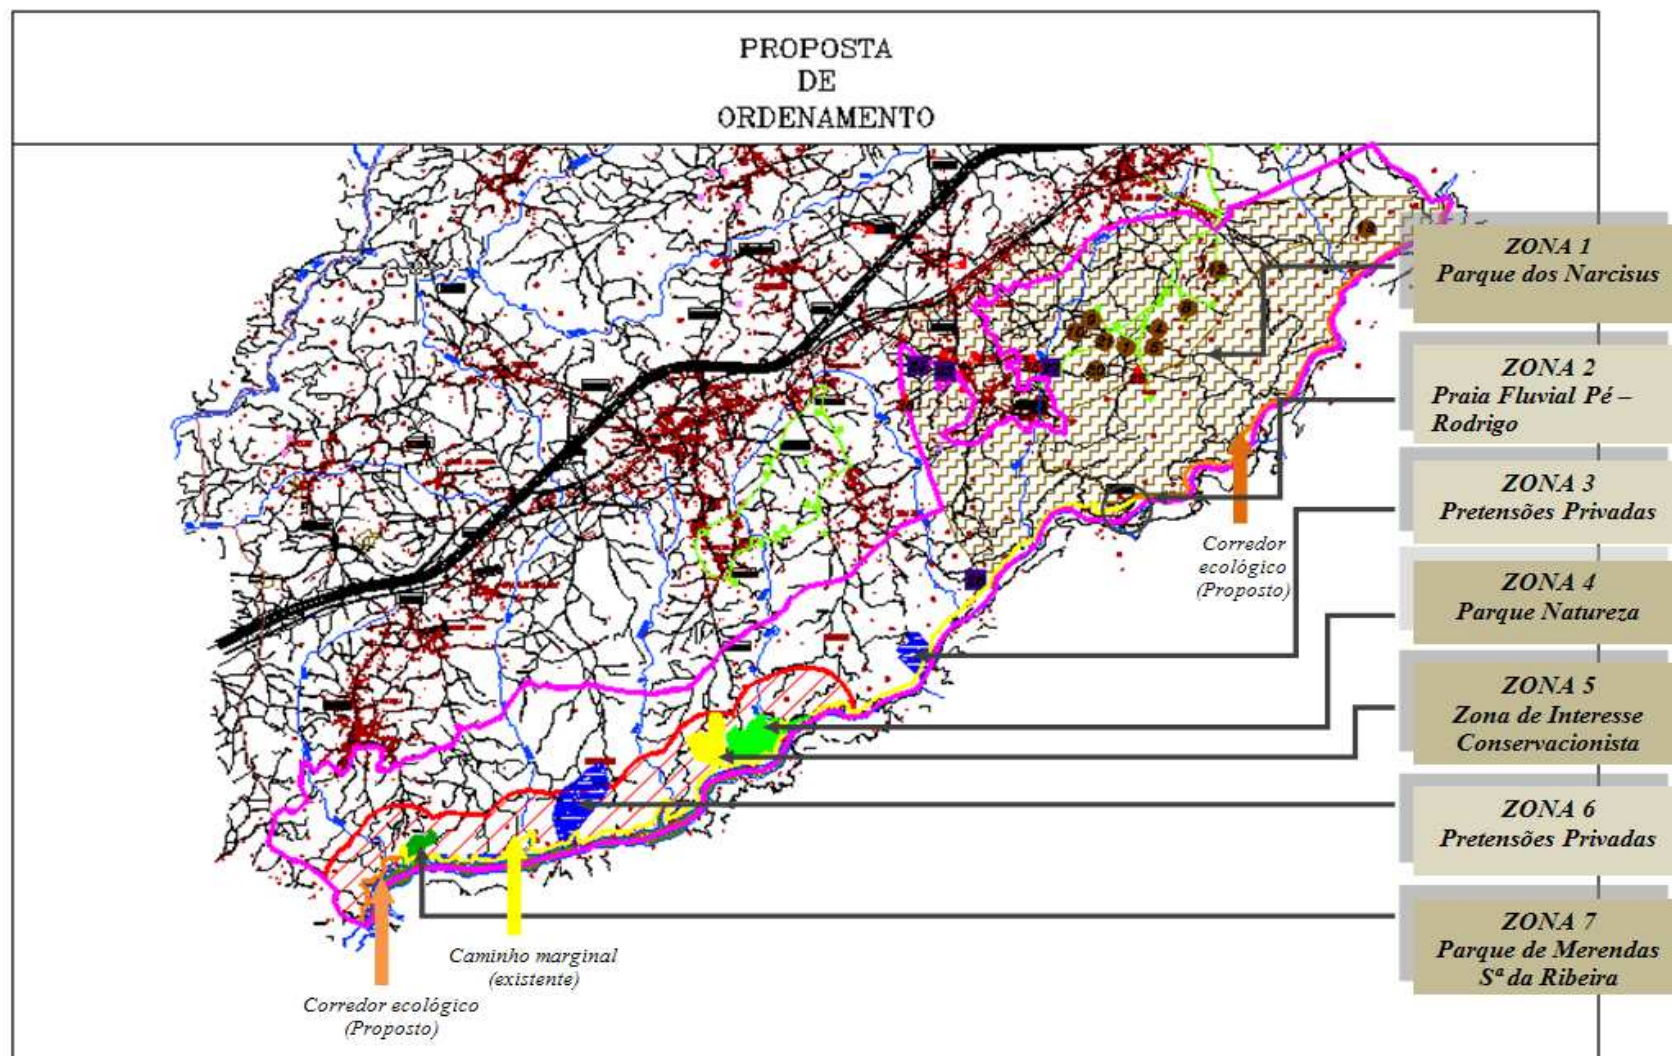 PROPOSTA
DE
ORDENAMENTO
ZONA 1
Parque dos Narcisus
ZONA 2
Praia Fluvial Pé –
Rodrigo
ZONA 3
Pretensões Privadas
ZONA 4
Parque Natureza
ZONA 5
Zona de Interesse
Conservacionista
ZONA 6
Pretensões Privadas
ZONA 7
Parque de Merendas
Sª da Ribeira
Corredor
ecológico
(Proposto)
Caminho marginal
(existente)
Corredor ecológico
(Proposto)